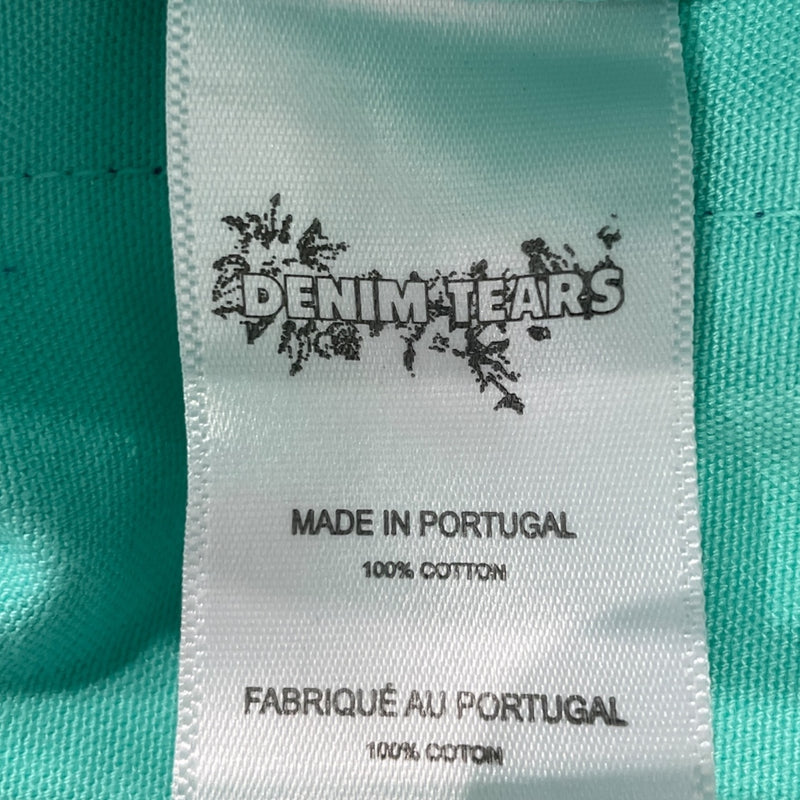 DENIM TEARS
MADE IN PORTUGAL
100% COTTON
FABRIQUÉ AU PORTUGAL
100% COTON